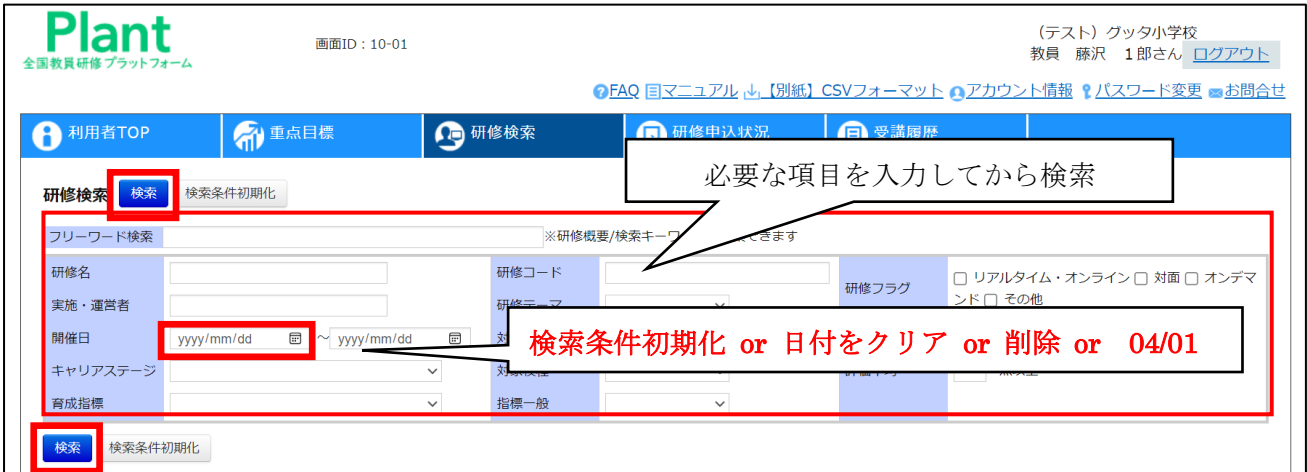 Plant
全国教員研修プラットフォーム
画面ID：10-01
（テスト）グッタ小学校
教員　藤沢　１郎さん ログアウト
FAQ マニュアル 【別紙】CSVフォーマット アカウント情報 パスワード変更 お問合せ
利用者TOP 重点目標 研修検索 研修申込状況 受講履歴
必要な項目を入力してから検索
研修検索 検索 検索条件初期化
フリーワード検索 ※研修概要/検索キーワ できます
研修名 研修コード 研修フラグ リアルタイム・オンライン 対面 オンデマ
ンド その他
実施・運営者 研修テーマ
開催日 yyyy/mm/dd ～ yyyy/mm/dd
検索条件初期化 or 日付をクリア or 削除 or 04/01
キャリアステージ
育成指標 指標一般
検索 検索条件初期化